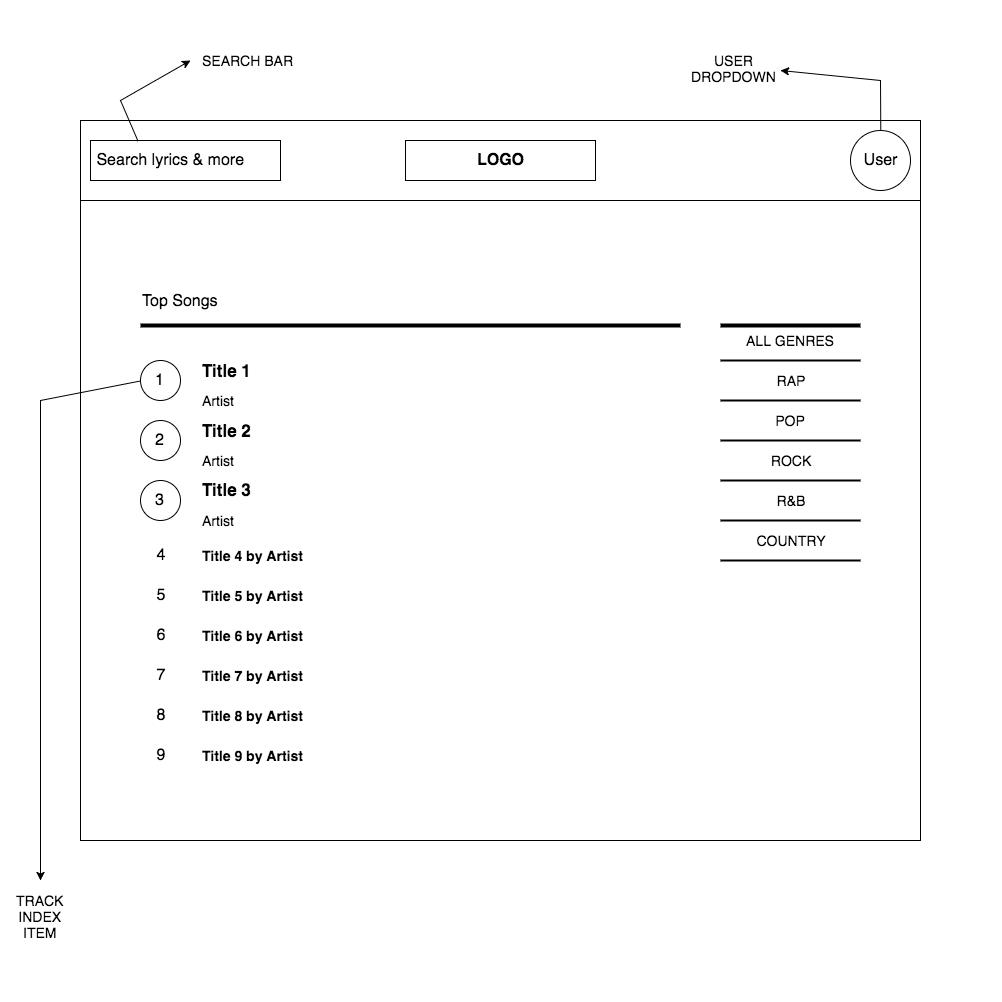 SEARCH BAR
USER
DROPDOWN
Search lyrics & more
LOGO
User
Top Songs
1
Title 1
Artist
2
Title 2
Artist
3
Title 3
Artist
4
Title 4 by Artist
5
Title 5 by Artist
6
Title 6 by Artist
7
Title 7 by Artist
8
Title 8 by Artist
9
Title 9 by Artist
ALL GENRES
RAP
POP
ROCK
R&B
COUNTRY
TRACK
INDEX
ITEM